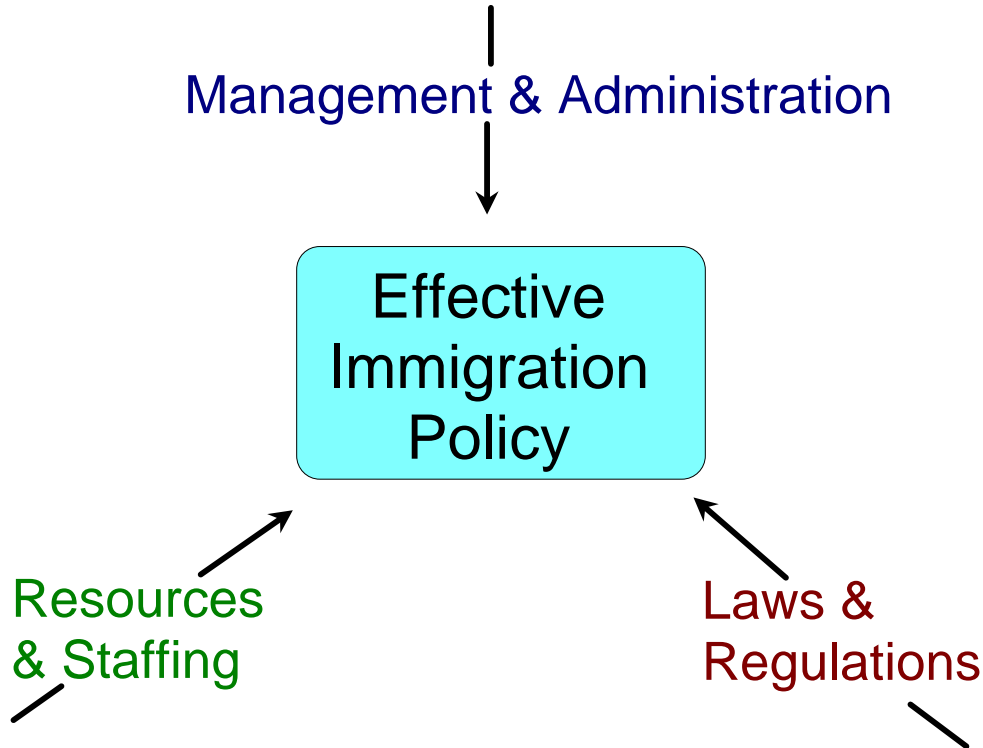 Management & Administration
Effective
Immigration
Policy
Resources
& Staffing
Laws &
Regulations